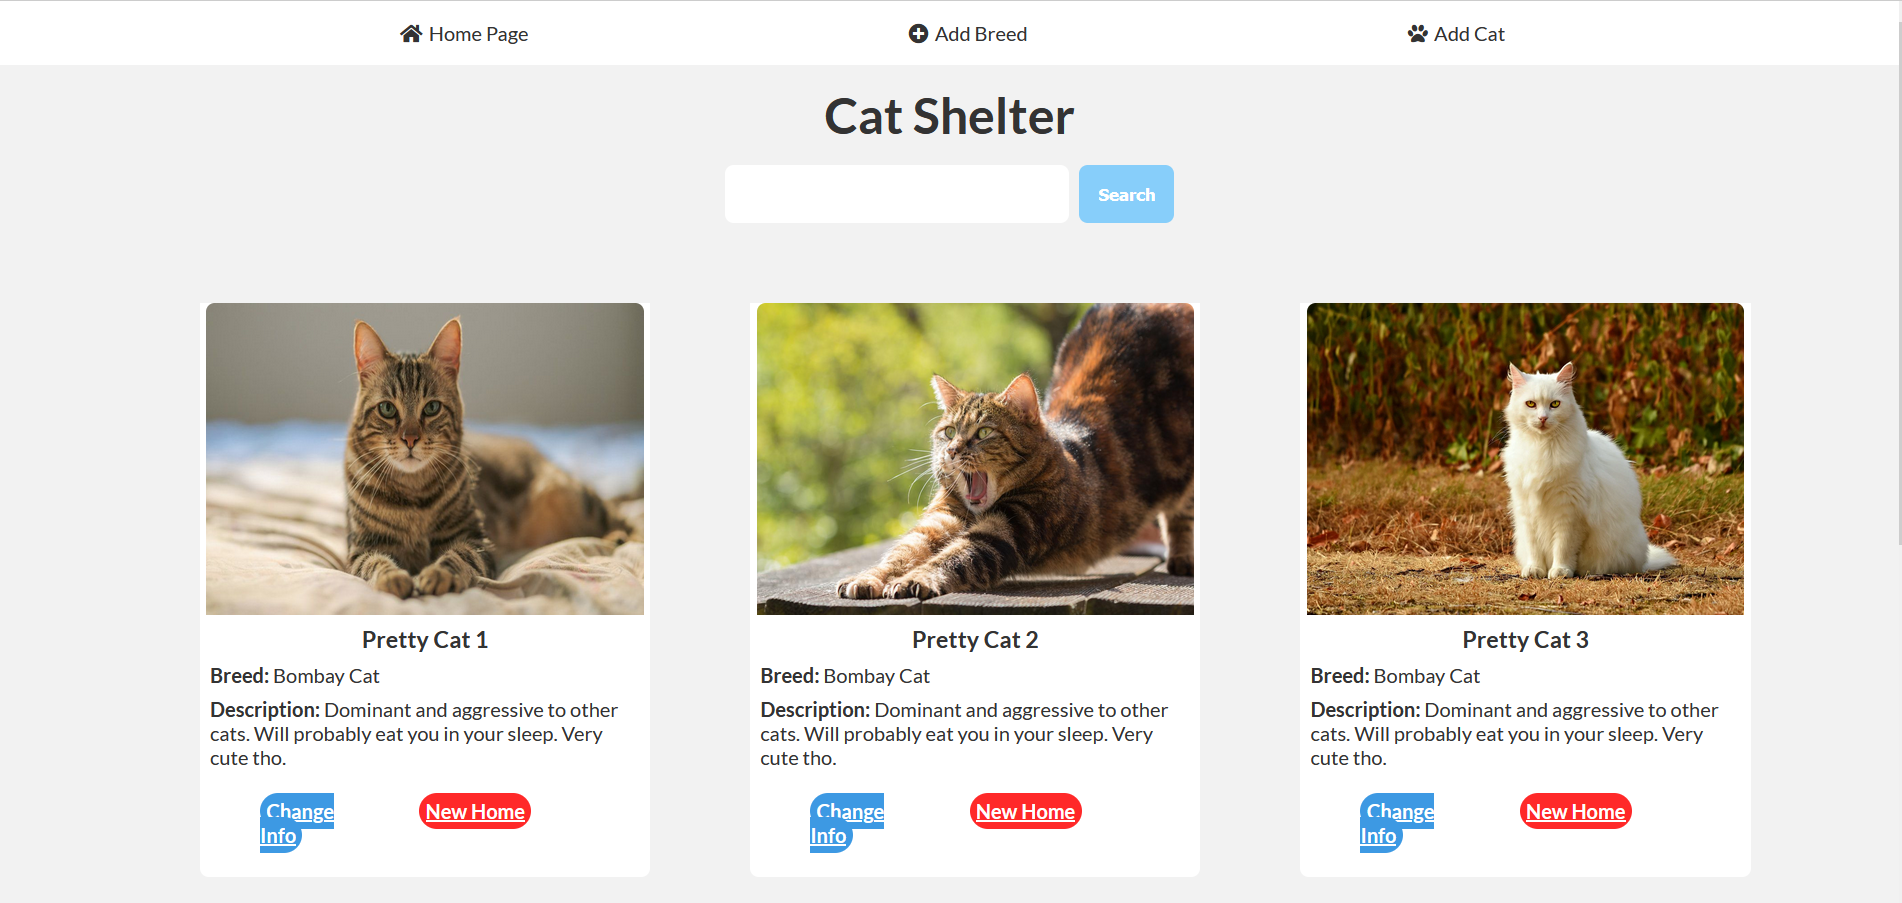 Home Page
Add Breed
Add Cat
Cat Shelter
Search
Pretty Cat 1
Breed: Bombay Cat
Description: Dominant and aggressive to other
cats. Will probably eat you in your sleep. Very
cute tho.
Change
Info
New Home
Pretty Cat 2
Breed: Bombay Cat
Description: Dominant and aggressive to other
cats. Will probably eat you in your sleep. Very
cute tho.
Change
Info
New Home
Pretty Cat 3
Breed: Bombay Cat
Description: Dominant and aggressive to other
cats. Will probably eat you in your sleep. Very
cute tho.
Change
Info
New Home